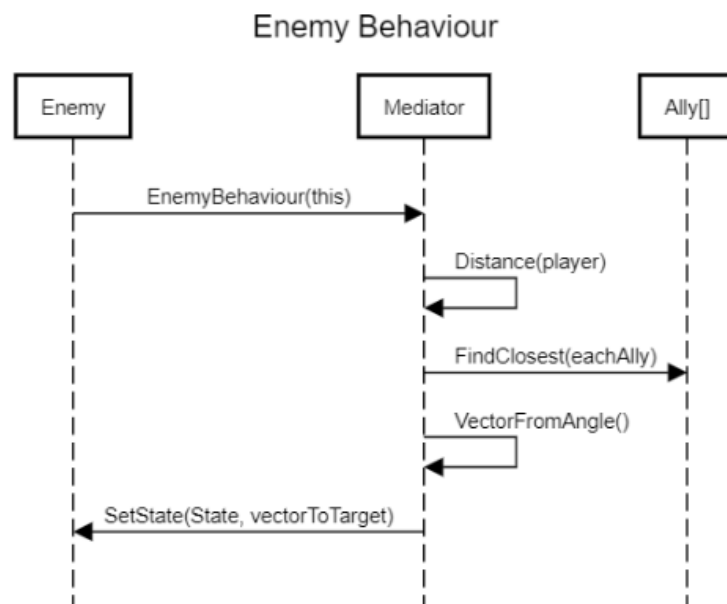 Enemy Behaviour
Enemy
Mediator
Ally[]
EnemyBehaviour(this)
Distance(player)
FindClosest(eachAlly)
VectorFromAngle()
SetState(State, vectorToTarget)